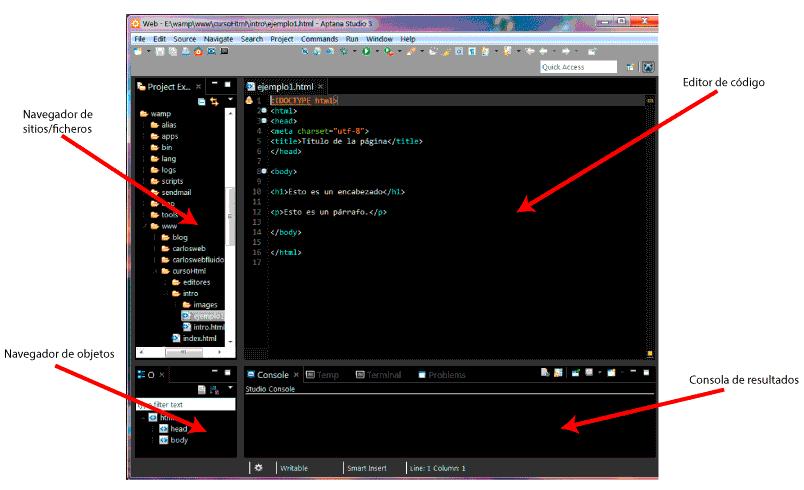 Web - E:\wamp\www\cursoHtml\intro\ejemplo1.html - Aptana Studio 3
File Edit Source Navigate Search Project Commands Run Window Help
Quick Access
Editor de código
Navegador de
sitios/ficheros
Project Ex...
wamp
alias
apps
bin
lang
logs
scripts
sendmail
tools
www
blog
carlosweb
carloswebfluido
cursoHtml
editores
intro
images
ejemplo1
intro.html
index.html
ejemplo1.html
1 <!DOCTYPE html>
2 <html>
3 <head>
4 <meta charset="utf-8">
5 <title>Título de la página</title>
6 </head>
7
8 <body>
9
10 <h1>Esto es un encabezado</h1>
11
12 <p>Esto es un párrafo.</p>
13
14 </body>
15
16 </html>
17
Navegador de objetos
O
filter text
head
body
Console Temp Terminal Problems
Studio Console
Consola de resultados
Writable Smart Insert Line: 1 Column: 1